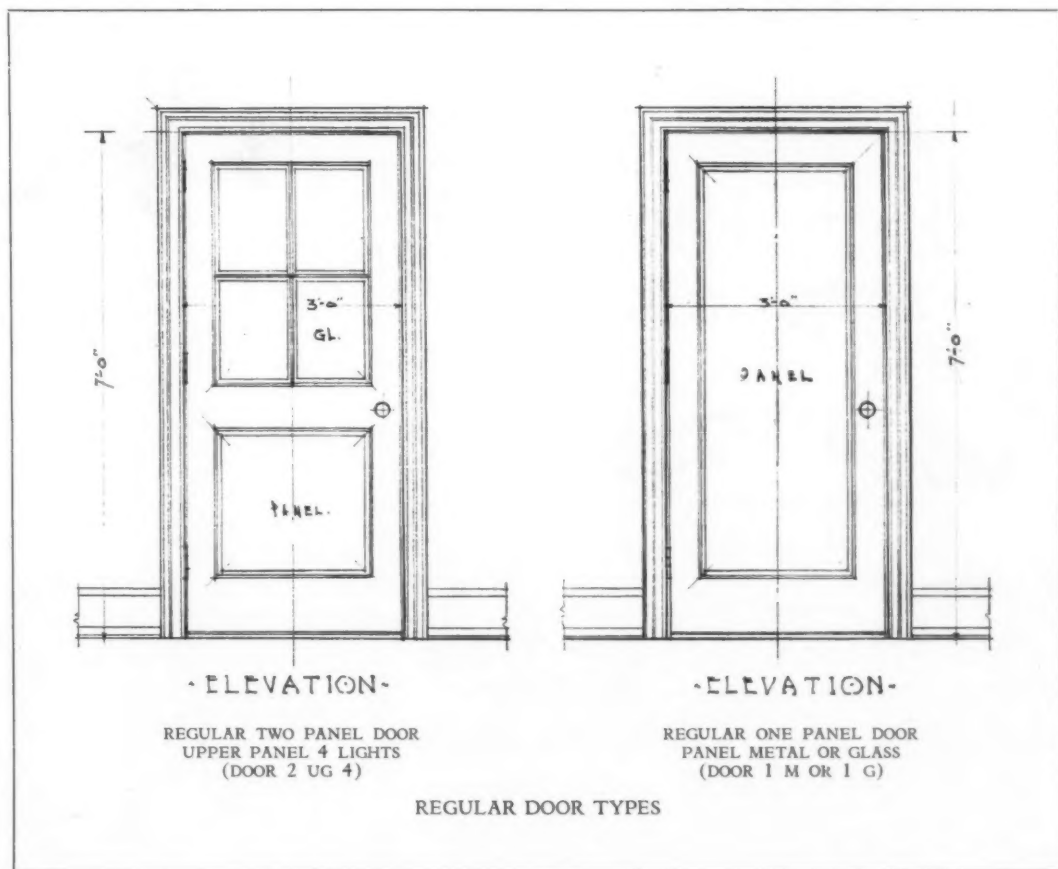 7'-0"
3'-0"
GL.
PANEL.
- ELEVATION -
REGULAR TWO PANEL DOOR
UPPER PANEL 4 LIGHTS
(DOOR 2 UG 4)
3'-0"
PANEL
7'-0"
- ELEVATION -
REGULAR ONE PANEL DOOR
PANEL METAL OR GLASS
(DOOR 1 M OR 1 G)
REGULAR DOOR TYPES